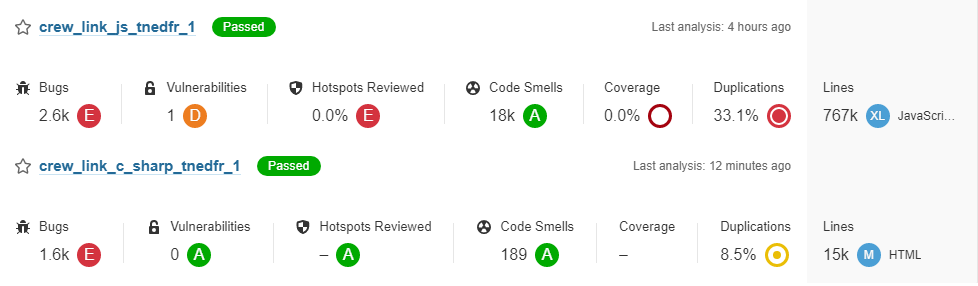 crew_link_js_tnedfr_1 Passed Last analysis: 4 hours ago
Bugs Vulnerabilities Hotspots Reviewed Code Smells Coverage Duplications Lines
2.6k E 1 D 0.0% E 18k A 0.0% 33.1% 767k XL JavaScri...
crew_link_c_sharp_tnedfr_1 Passed Last analysis: 12 minutes ago
Bugs Vulnerabilities Hotspots Reviewed Code Smells Coverage Duplications Lines
1.6k E 0 A – A 189 A – 8.5% 15k M HTML